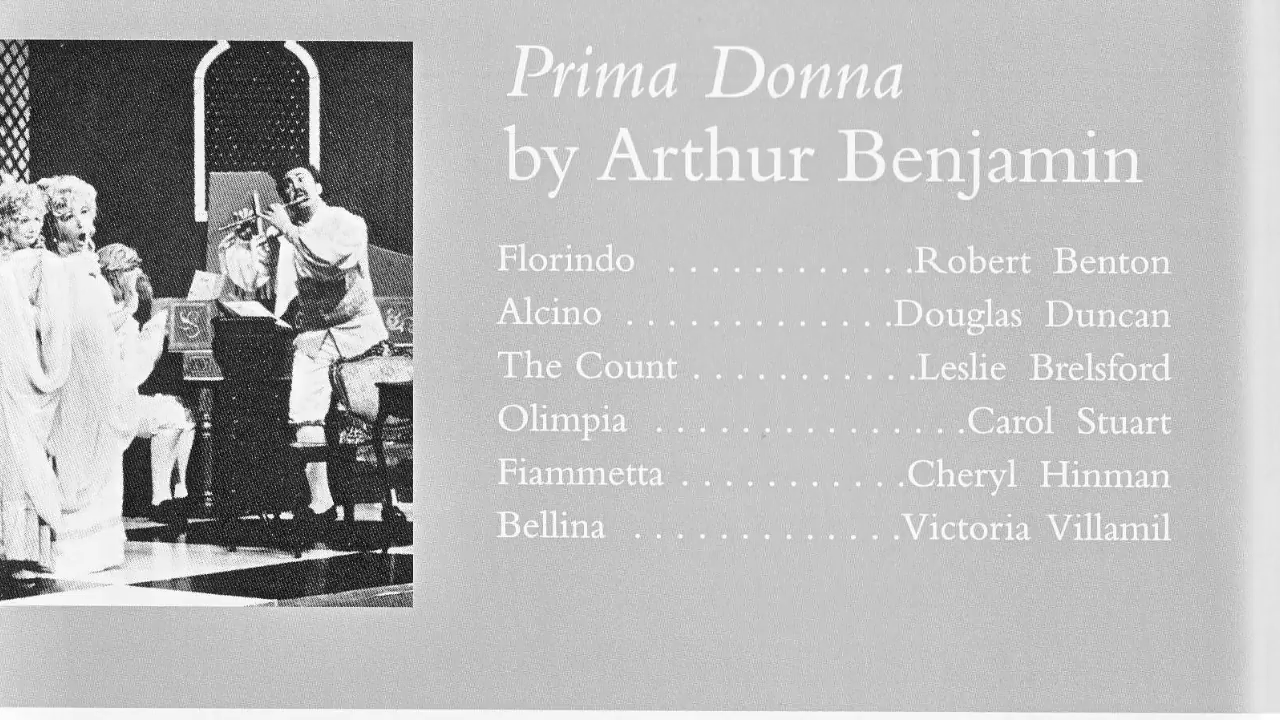 Prima Donna
by Arthur Benjamin
Florindo . . . . . . . . . . . . .Robert Benton
Alcino . . . . . . . . . . . . . .Douglas Duncan
The Count . . . . . . . . . . . .Leslie Brelsford
Olimpia . . . . . . . . . . . . . . . .Carol Stuart
Fiammetta . . . . . . . . . . . .Cheryl Hinman
Bellina . . . . . . . . . . . . . .Victoria Villamil